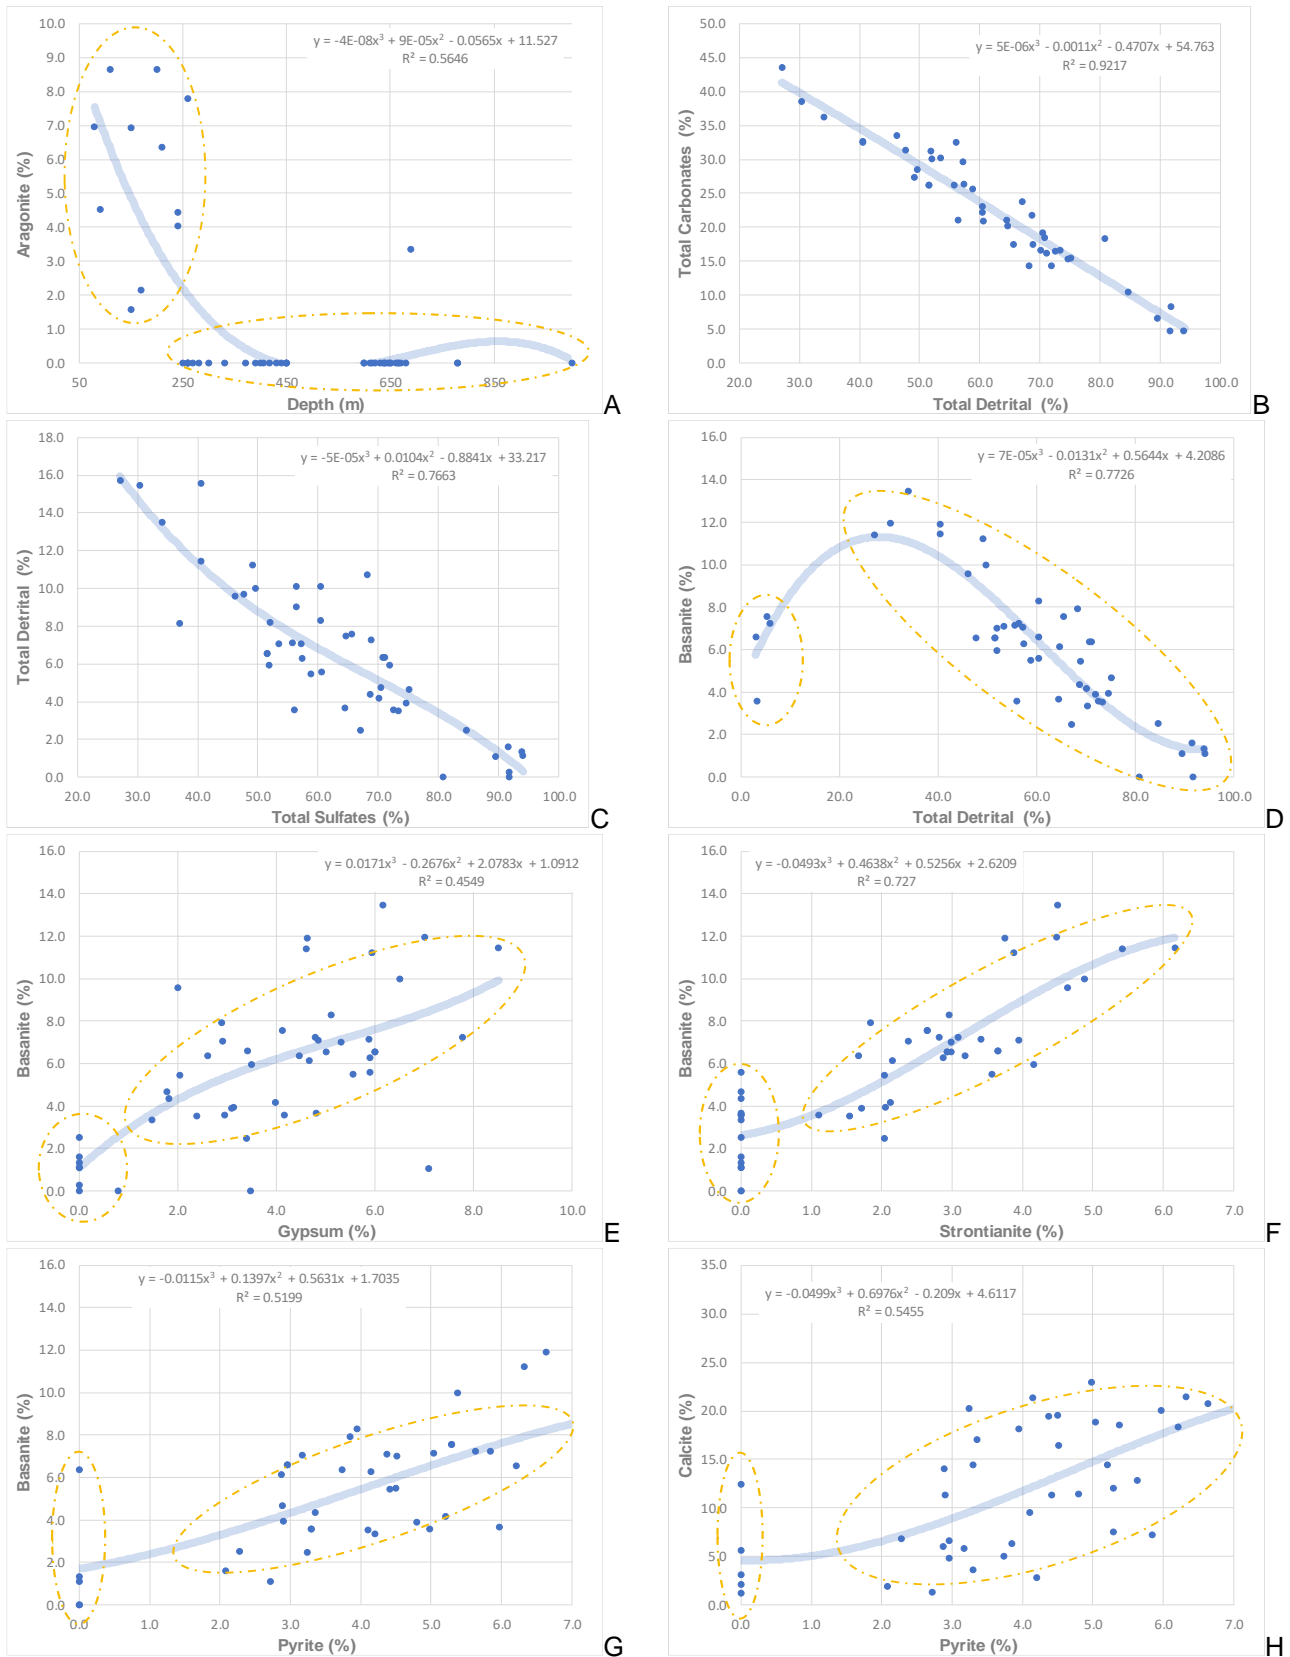 10.0
9.0
8.0
7.0
6.0
5.0
4.0
3.0
2.0
1.0
0.0
Aragonite (%)
y = -4E-08x³ + 9E-05x² - 0.0565x + 11.527
R² = 0.5646
50 250 450 650 850
Depth (m)
A
50.0
45.0
40.0
35.0
30.0
25.0
20.0
15.0
10.0
5.0
0.0
Total Carbonates (%)
y = 5E-06x³ - 0.0011x² - 0.4707x + 54.763
R² = 0.9217
20.0 30.0 40.0 50.0 60.0 70.0 80.0 90.0 100.0
Total Detrital (%)
B
18.0
16.0
14.0
12.0
10.0
8.0
6.0
4.0
2.0
0.0
Total Detrital (%)
y = -5E-05x³ + 0.0104x² - 0.8841x + 33.217
R² = 0.7663
20.0 30.0 40.0 50.0 60.0 70.0 80.0 90.0 100.0
Total Sulfates (%)
C
16.0
14.0
12.0
10.0
8.0
6.0
4.0
2.0
0.0
Basanite (%)
y = 7E-05x³ - 0.0131x² + 0.5644x + 4.2086
R² = 0.7726
0.0 20.0 40.0 60.0 80.0 100.0
Total Detrital (%)
D
16.0
14.0
12.0
10.0
8.0
6.0
4.0
2.0
0.0
Basanite (%)
y = 0.0171x³ - 0.2676x² + 2.0783x + 1.0912
R² = 0.4549
0.0 2.0 4.0 6.0 8.0 10.0
Gypsum (%)
E
16.0
14.0
12.0
10.0
8.0
6.0
4.0
2.0
0.0
Basanite (%)
y = -0.0493x³ + 0.4638x² + 0.5256x + 2.6209
R² = 0.727
0.0 1.0 2.0 3.0 4.0 5.0 6.0 7.0
Strontianite (%)
F
16.0
14.0
12.0
10.0
8.0
6.0
4.0
2.0
0.0
Basanite (%)
y = -0.0115x³ + 0.1397x² + 0.5631x + 1.7035
R² = 0.5199
0.0 1.0 2.0 3.0 4.0 5.0 6.0 7.0
Pyrite (%)
G
35.0
30.0
25.0
20.0
15.0
10.0
5.0
0.0
Calcite (%)
y = -0.0499x³ + 0.6976x² - 0.209x + 4.6117
R² = 0.5455
0.0 1.0 2.0 3.0 4.0 5.0 6.0 7.0
Pyrite (%)
H